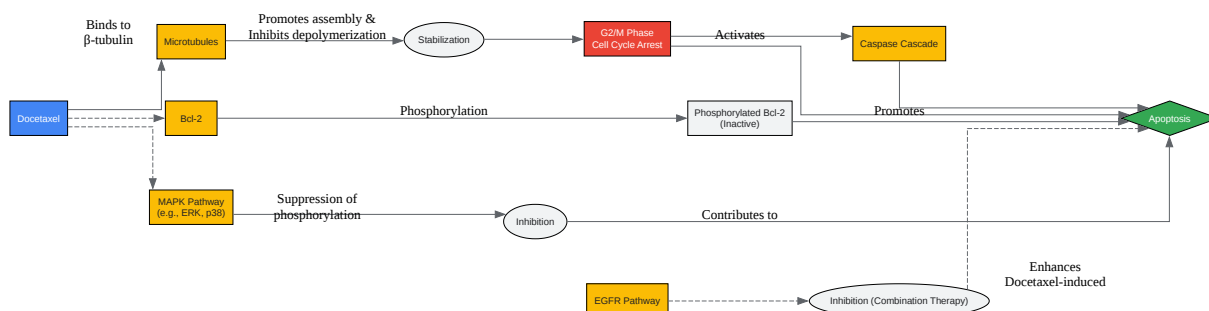 Binds to
β-tubulin
Microtubules
Promotes assembly &
Inhibits depolymerization
Stabilization
G2/M Phase
Cell Cycle Arrest
Activates
Caspase Cascade
Docetaxel
Bcl-2
Phosphorylation
Phosphorylated Bcl-2
(Inactive)
Promotes
Apoptosis
MAPK Pathway
(e.g., ERK, p38)
Suppression of
phosphorylation
Inhibition
Contributes to
Enhances
Docetaxel-induced
EGFR Pathway
Inhibition (Combination Therapy)